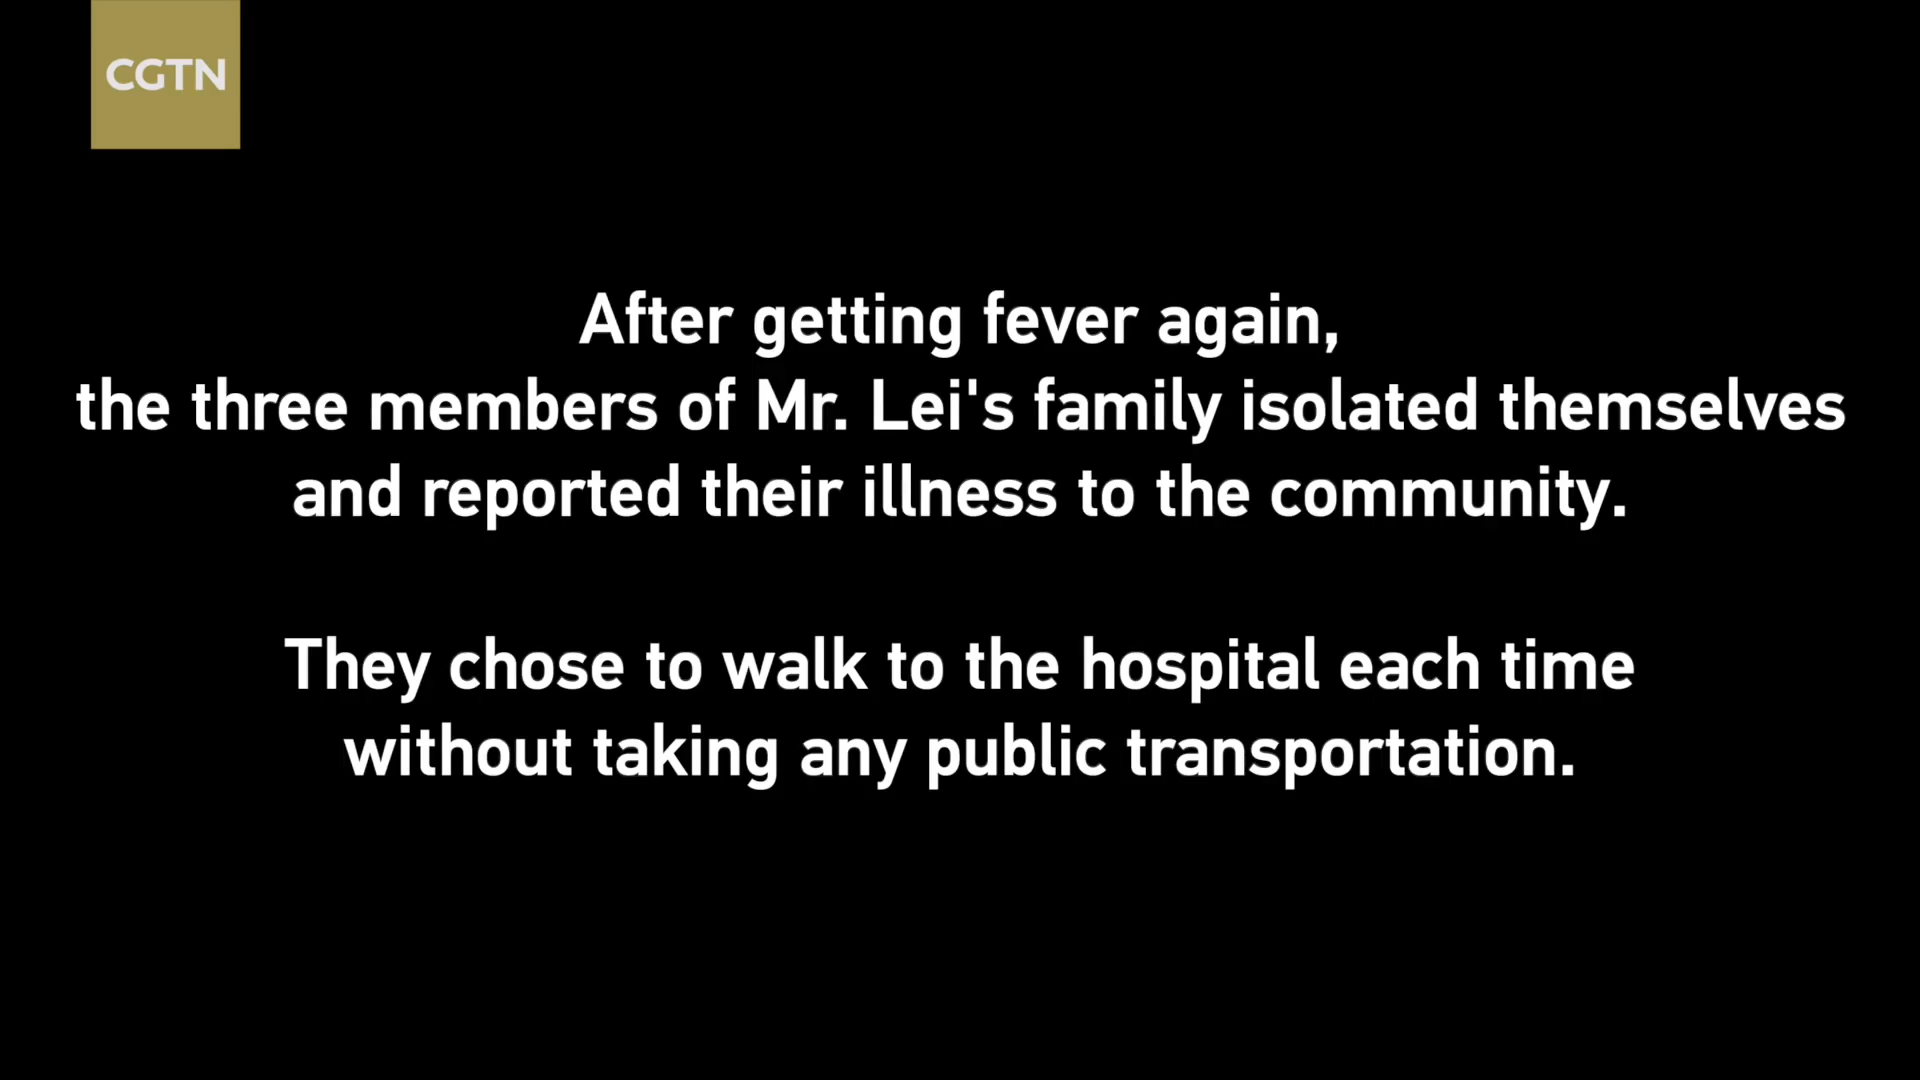 CGTN
After getting fever again,
the three members of Mr. Lei's family isolated themselves
and reported their illness to the community.
They chose to walk to the hospital each time
without taking any public transportation.